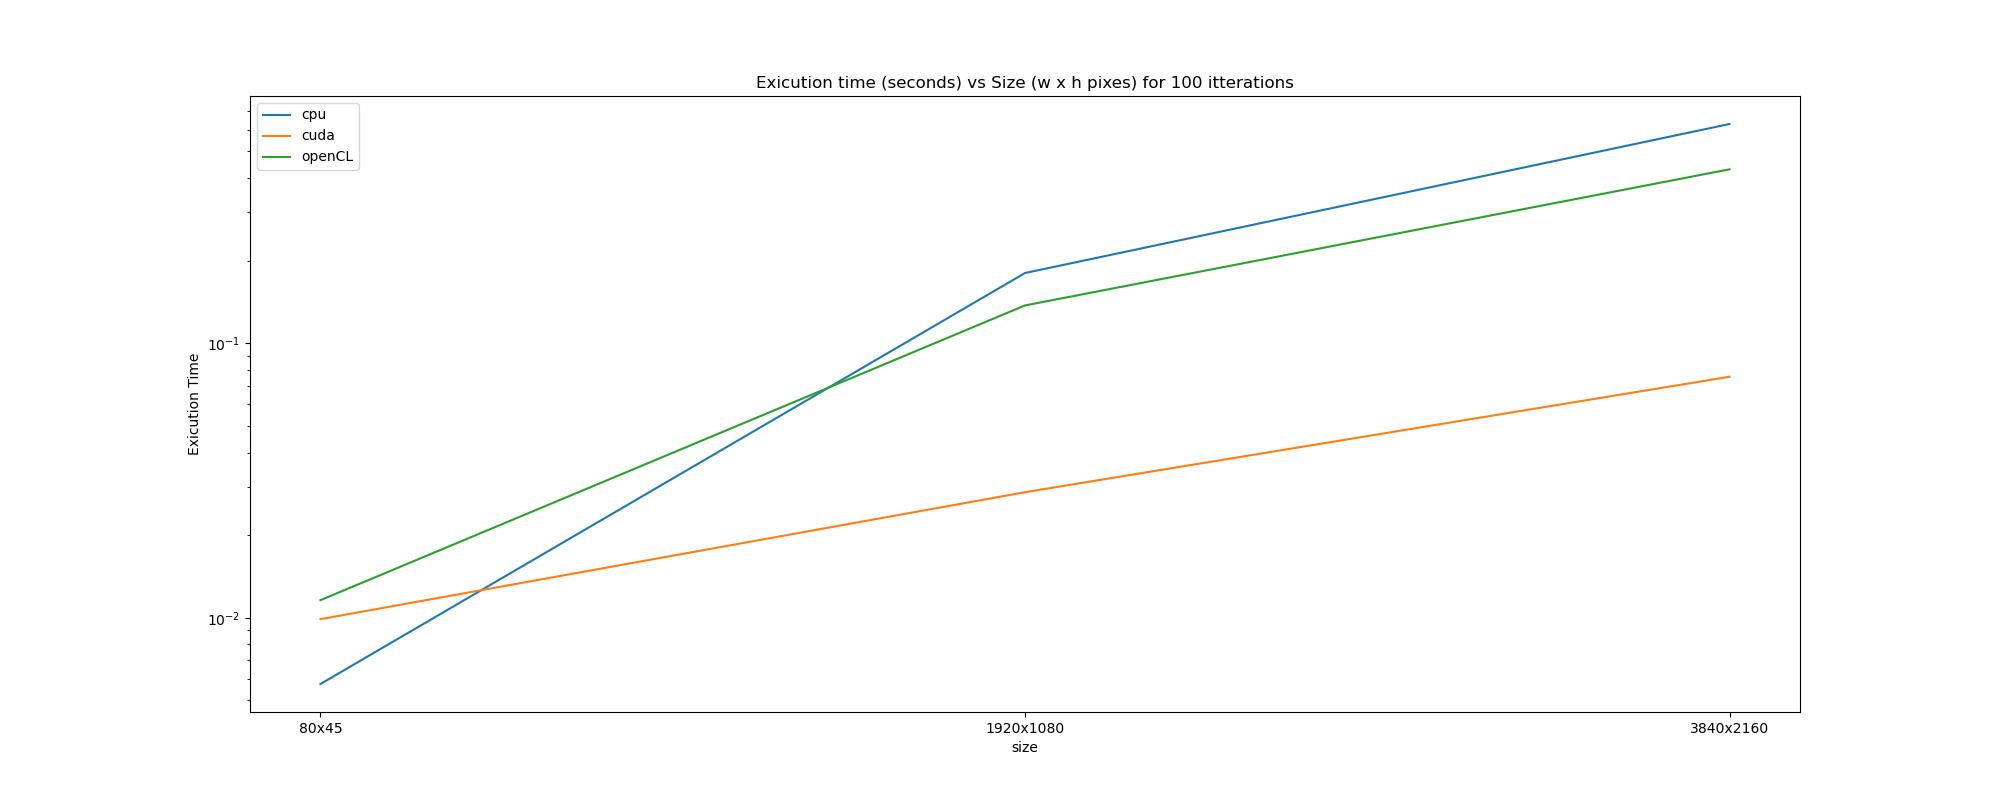 Exicution time (seconds) vs Size (w x h pixes) for 100 itterations
cpu
cuda
openCL
10⁻¹
10⁻²
Exicution Time
80x45
1920x1080
3840x2160
size